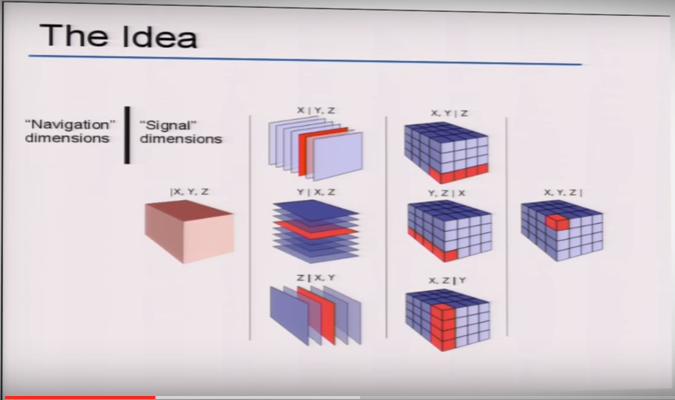 The Idea
"Navigation" dimensions
"Signal" dimensions
X | Y, Z
X, Y | Z
|X, Y, Z
Y | X, Z
Y, Z | X
X, Y, Z |
Z | X, Y
X, Z | Y